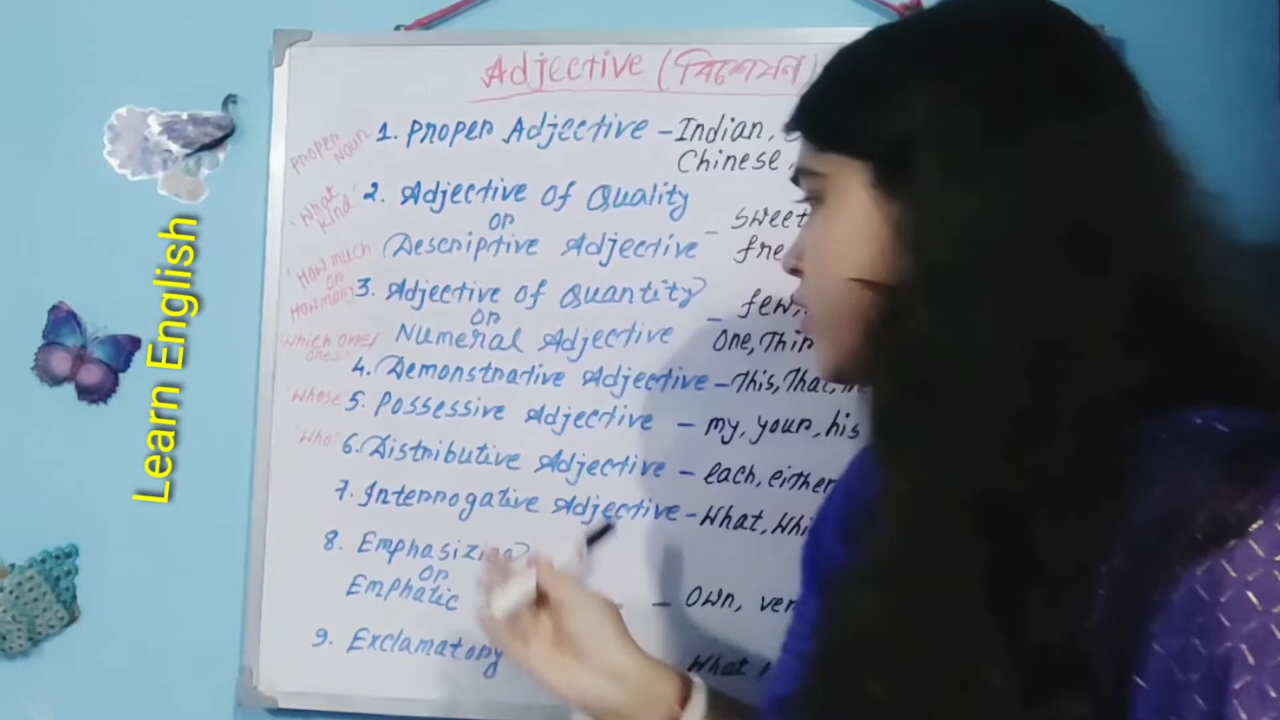 Adjective (বিশেষণ)
Proper Noun
1. Proper Adjective - Indian,
Chinese,
'What kind'
2. Adjective of Quality
or
Descriptive Adjective
- Sweet
'How much or How many'
3. Adjective of Quantity
or
Numeral Adjective
- few,
One,
'Which one/ones'
4. Demonstrative Adjective - This, That,
'Whose'
5. Possessive Adjective - my, your, his
'Who'
6. Distributive Adjective - each, either
7. Interrogative Adjective - What,
8. Emphasizing
or
Emphatic
- Own,
9. Exclamatory
What
Learn English